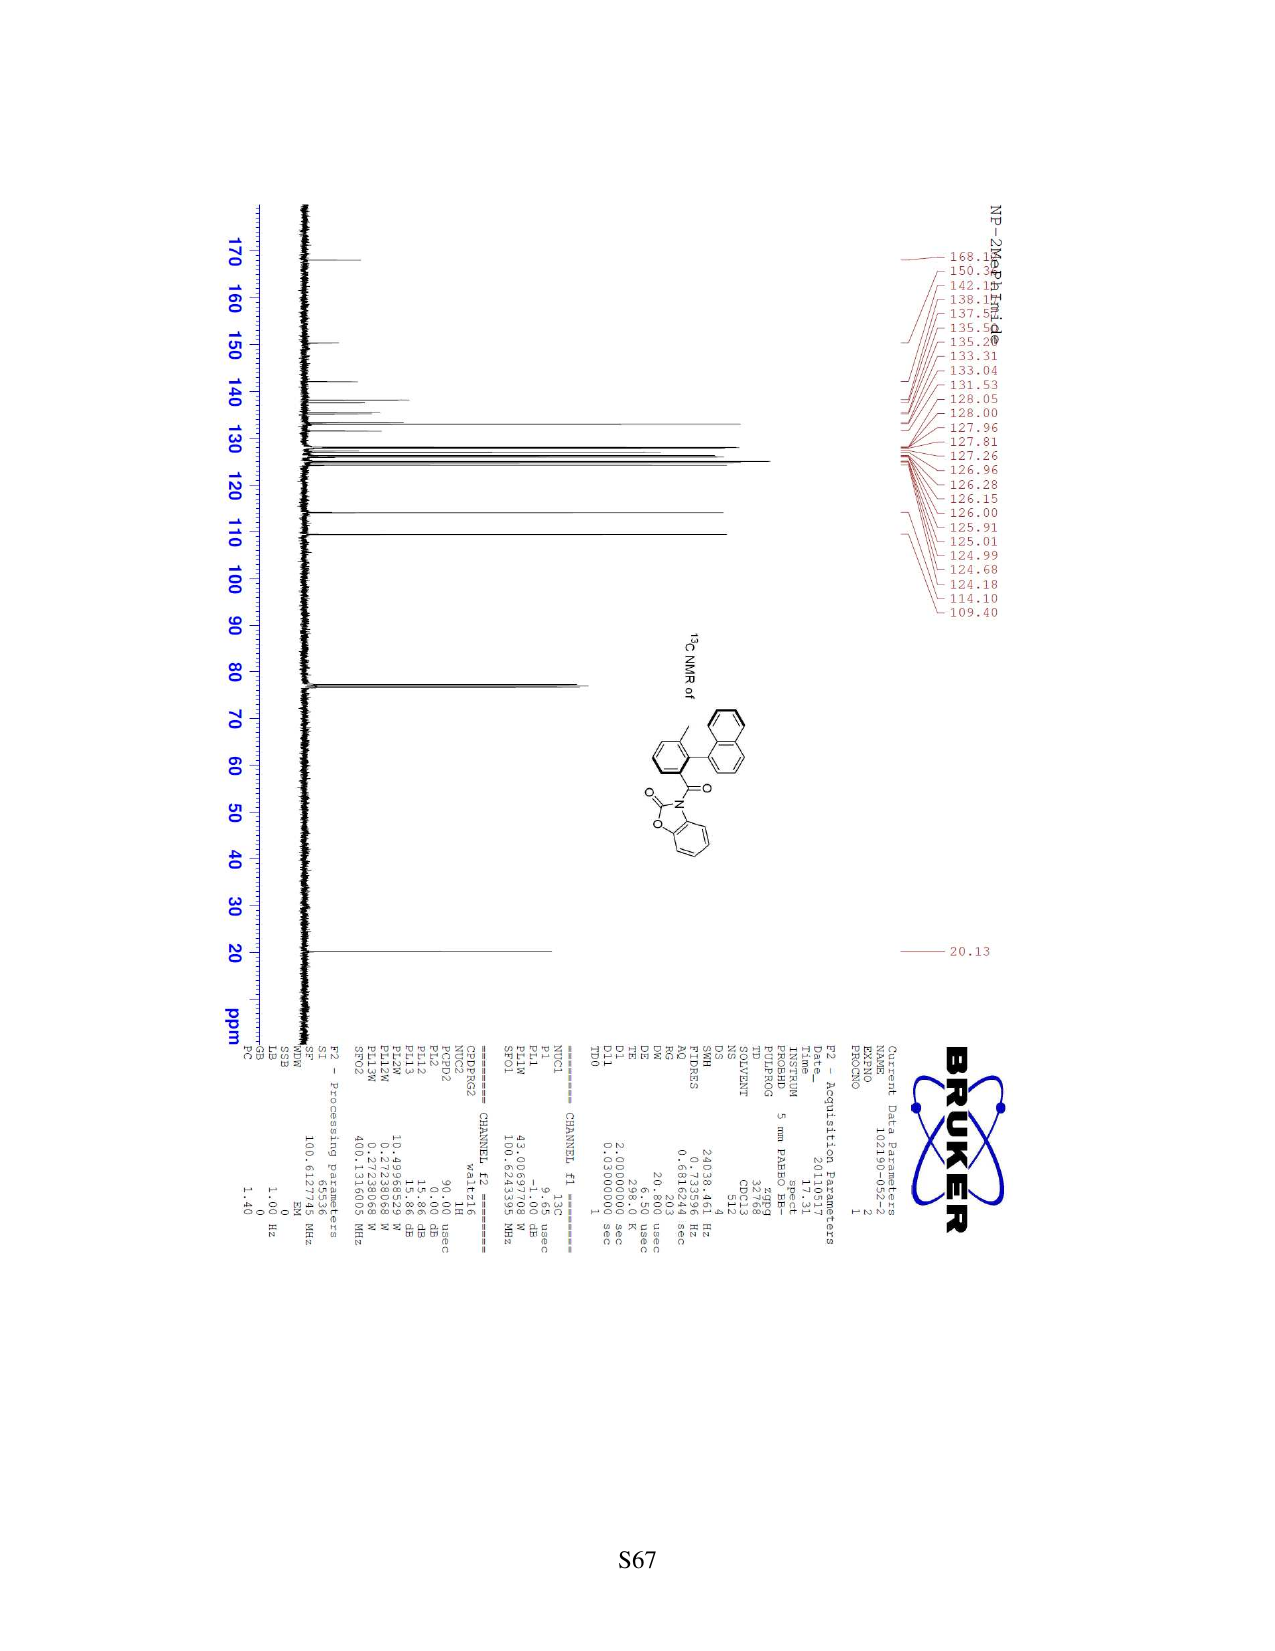 NP-2MePhImide
168.1
150.3
142.1
138.1
137.5
135.5
135.20
133.31
133.04
131.53
128.05
128.00
127.96
127.81
127.26
126.96
126.28
126.15
126.00
125.91
125.01
124.99
124.68
124.18
114.10
109.40
20.13
13C NMR of
O
N
O
O
170 160 150 140 130 120 110 100 90 80 70 60 50 40 30 20 ppm
BRUKER
Current Data Parameters
NAME 102190-052-2
EXPNO 2
PROCNO 1
F2 - Acquisition Parameters
Date_ 20110517
Time 17.31
INSTRUM spect
PROBHD 5 mm PABBO BB-
PULPROG zgpg
TD 32768
SOLVENT CDCl3
NS 512
DS 4
SWH 24038.461 Hz
FIDRES 0.733596 Hz
AQ 0.6816244 sec
RG 203
DW 20.800 usec
DE 6.50 usec
TE 298.0 K
D1 2.00000000 sec
D11 0.03000000 sec
TD0 1
======== CHANNEL f1 ========
NUC1 13C
P1 9.65 usec
PL1 -1.00 dB
PL1W 43.00697708 W
SFO1 100.6243395 MHz
======== CHANNEL f2 ========
CPDPRG2 waltz16
NUC2 1H
PCPD2 90.00 usec
PL2 0.00 dB
PL12 15.86 dB
PL13 15.86 dB
PL2W 10.49968529 W
PL12W 0.27238068 W
PL13W 0.27238068 W
SFO2 400.1316005 MHz
F2 - Processing parameters
SI 65536
SF 100.6127745 MHz
WDW EM
SSB 0
LB 1.00 Hz
GB 0
PC 1.40
S67